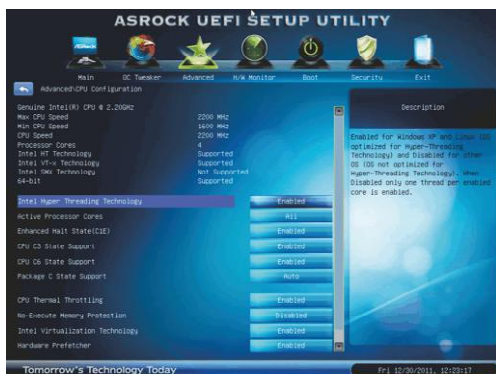 ASROCK UEFI SETUP UTILITY
Main
OC Tweaker
Advanced
H/W Monitor
Boot
Security
Exit
Advanced\CPU Configuration
Genuine Intel(R) CPU @ 2.20GHz
Max CPU Speed 2200 MHz
Min CPU Speed 1600 MHz
CPU Speed 2200 MHz
Processor Cores 4
Intel HT Technology Supported
Intel VT-x Technology Supported
Intel SMX Technology Not Supported
64-bit Supported
Intel Hyper Threading Technology Enabled
Active Processor Cores All
Enhanced Halt State(C1E) Enabled
CPU C3 State Support Enabled
CPU C6 State Support Enabled
Package C State Support Auto
CPU Thermal Throttling Enabled
No-Execute Memory Protection Disabled
Intel Virtualization Technology Enabled
Hardware Prefetcher Enabled
Description
Enabled for Windows XP and Linux (OS
optimized for Hyper-Threading
Technology) and Disabled for other
OS (OS not optimized for
Hyper-Threading Technology). When
Disabled only one thread per enabled
core is enabled.
Tomorrow's Technology Today
Fri 12/30/2011, 12:23:17